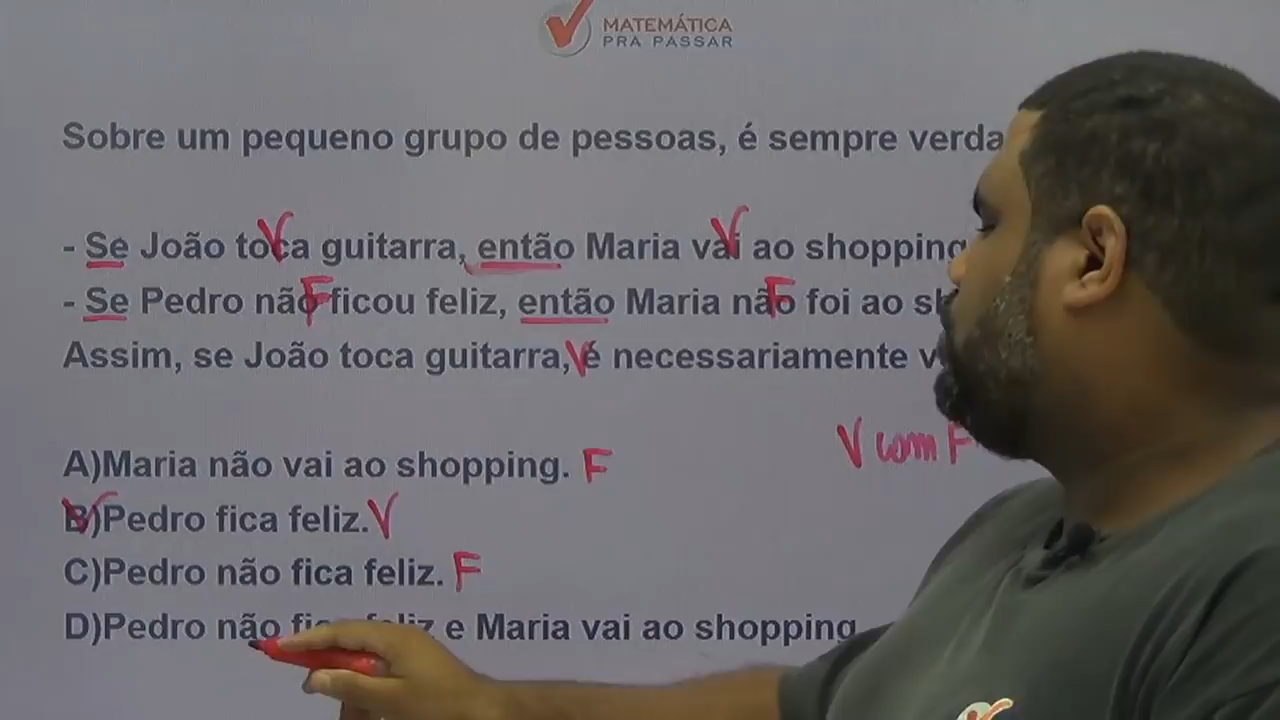 MATEMÁTICA
PRA PASSAR
Sobre um pequeno grupo de pessoas, é sempre
V V
- Se João toca guitarra, então Maria vai ao shopping
F F
- Se Pedro não ficou feliz, então Maria não foi ao
Assim, se João toca guitarra, V é necessariamente
V com F
A)Maria não vai ao shopping. F
B)Pedro fica feliz. V
C)Pedro não fica feliz. F
D)Pedro não fica feliz e Maria vai ao shopping